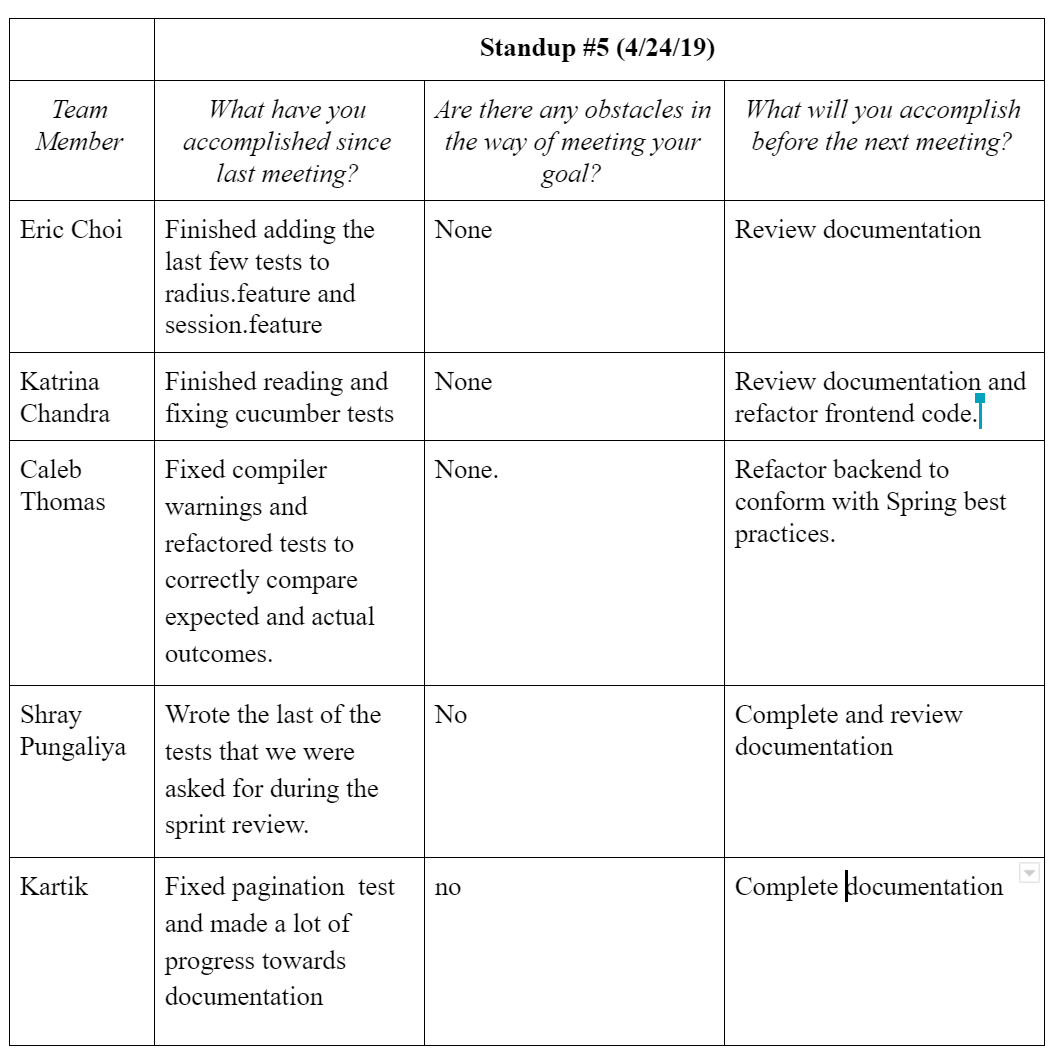 Standup #5 (4/24/19)
Team
Member
What have you
accomplished since
last meeting?
Are there any obstacles in
the way of meeting your
goal?
What will you accomplish
before the next meeting?
Eric Choi
Finished adding the
last few tests to
radius.feature and
session.feature
None
Review documentation
Katrina
Chandra
Finished reading and
fixing cucumber tests
None
Review documentation and
refactor frontend code.
Caleb
Thomas
Fixed compiler
warnings and
refactored tests to
correctly compare
expected and actual
outcomes.
None.
Refactor backend to
conform with Spring best
practices.
Shray
Pungaliya
Wrote the last of the
tests that we were
asked for during the
sprint review.
No
Complete and review
documentation
Kartik
Fixed pagination  test
and made a lot of
progress towards
documentation
no
Complete documentation